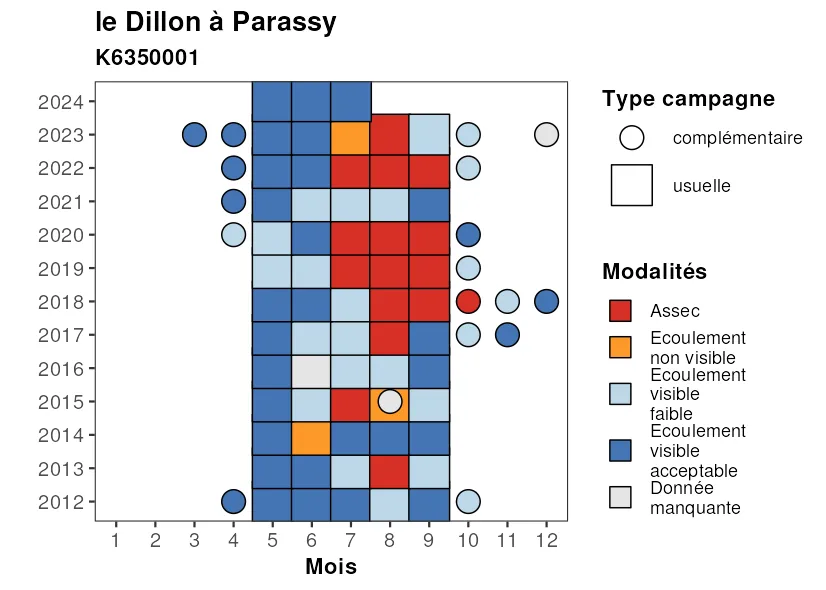 le Dillon à Parassy
K6350001
2024
2023
2022
2021
2020
2019
2018
2017
2016
2015
2014
2013
2012
1 2 3 4 5 6 7 8 9 10 11 12
Mois
Type campagne
complémentaire
usuelle
Modalités
Assec
Ecoulement
non visible
Ecoulement
visible
faible
Ecoulement
visible
acceptable
Donnée
manquante